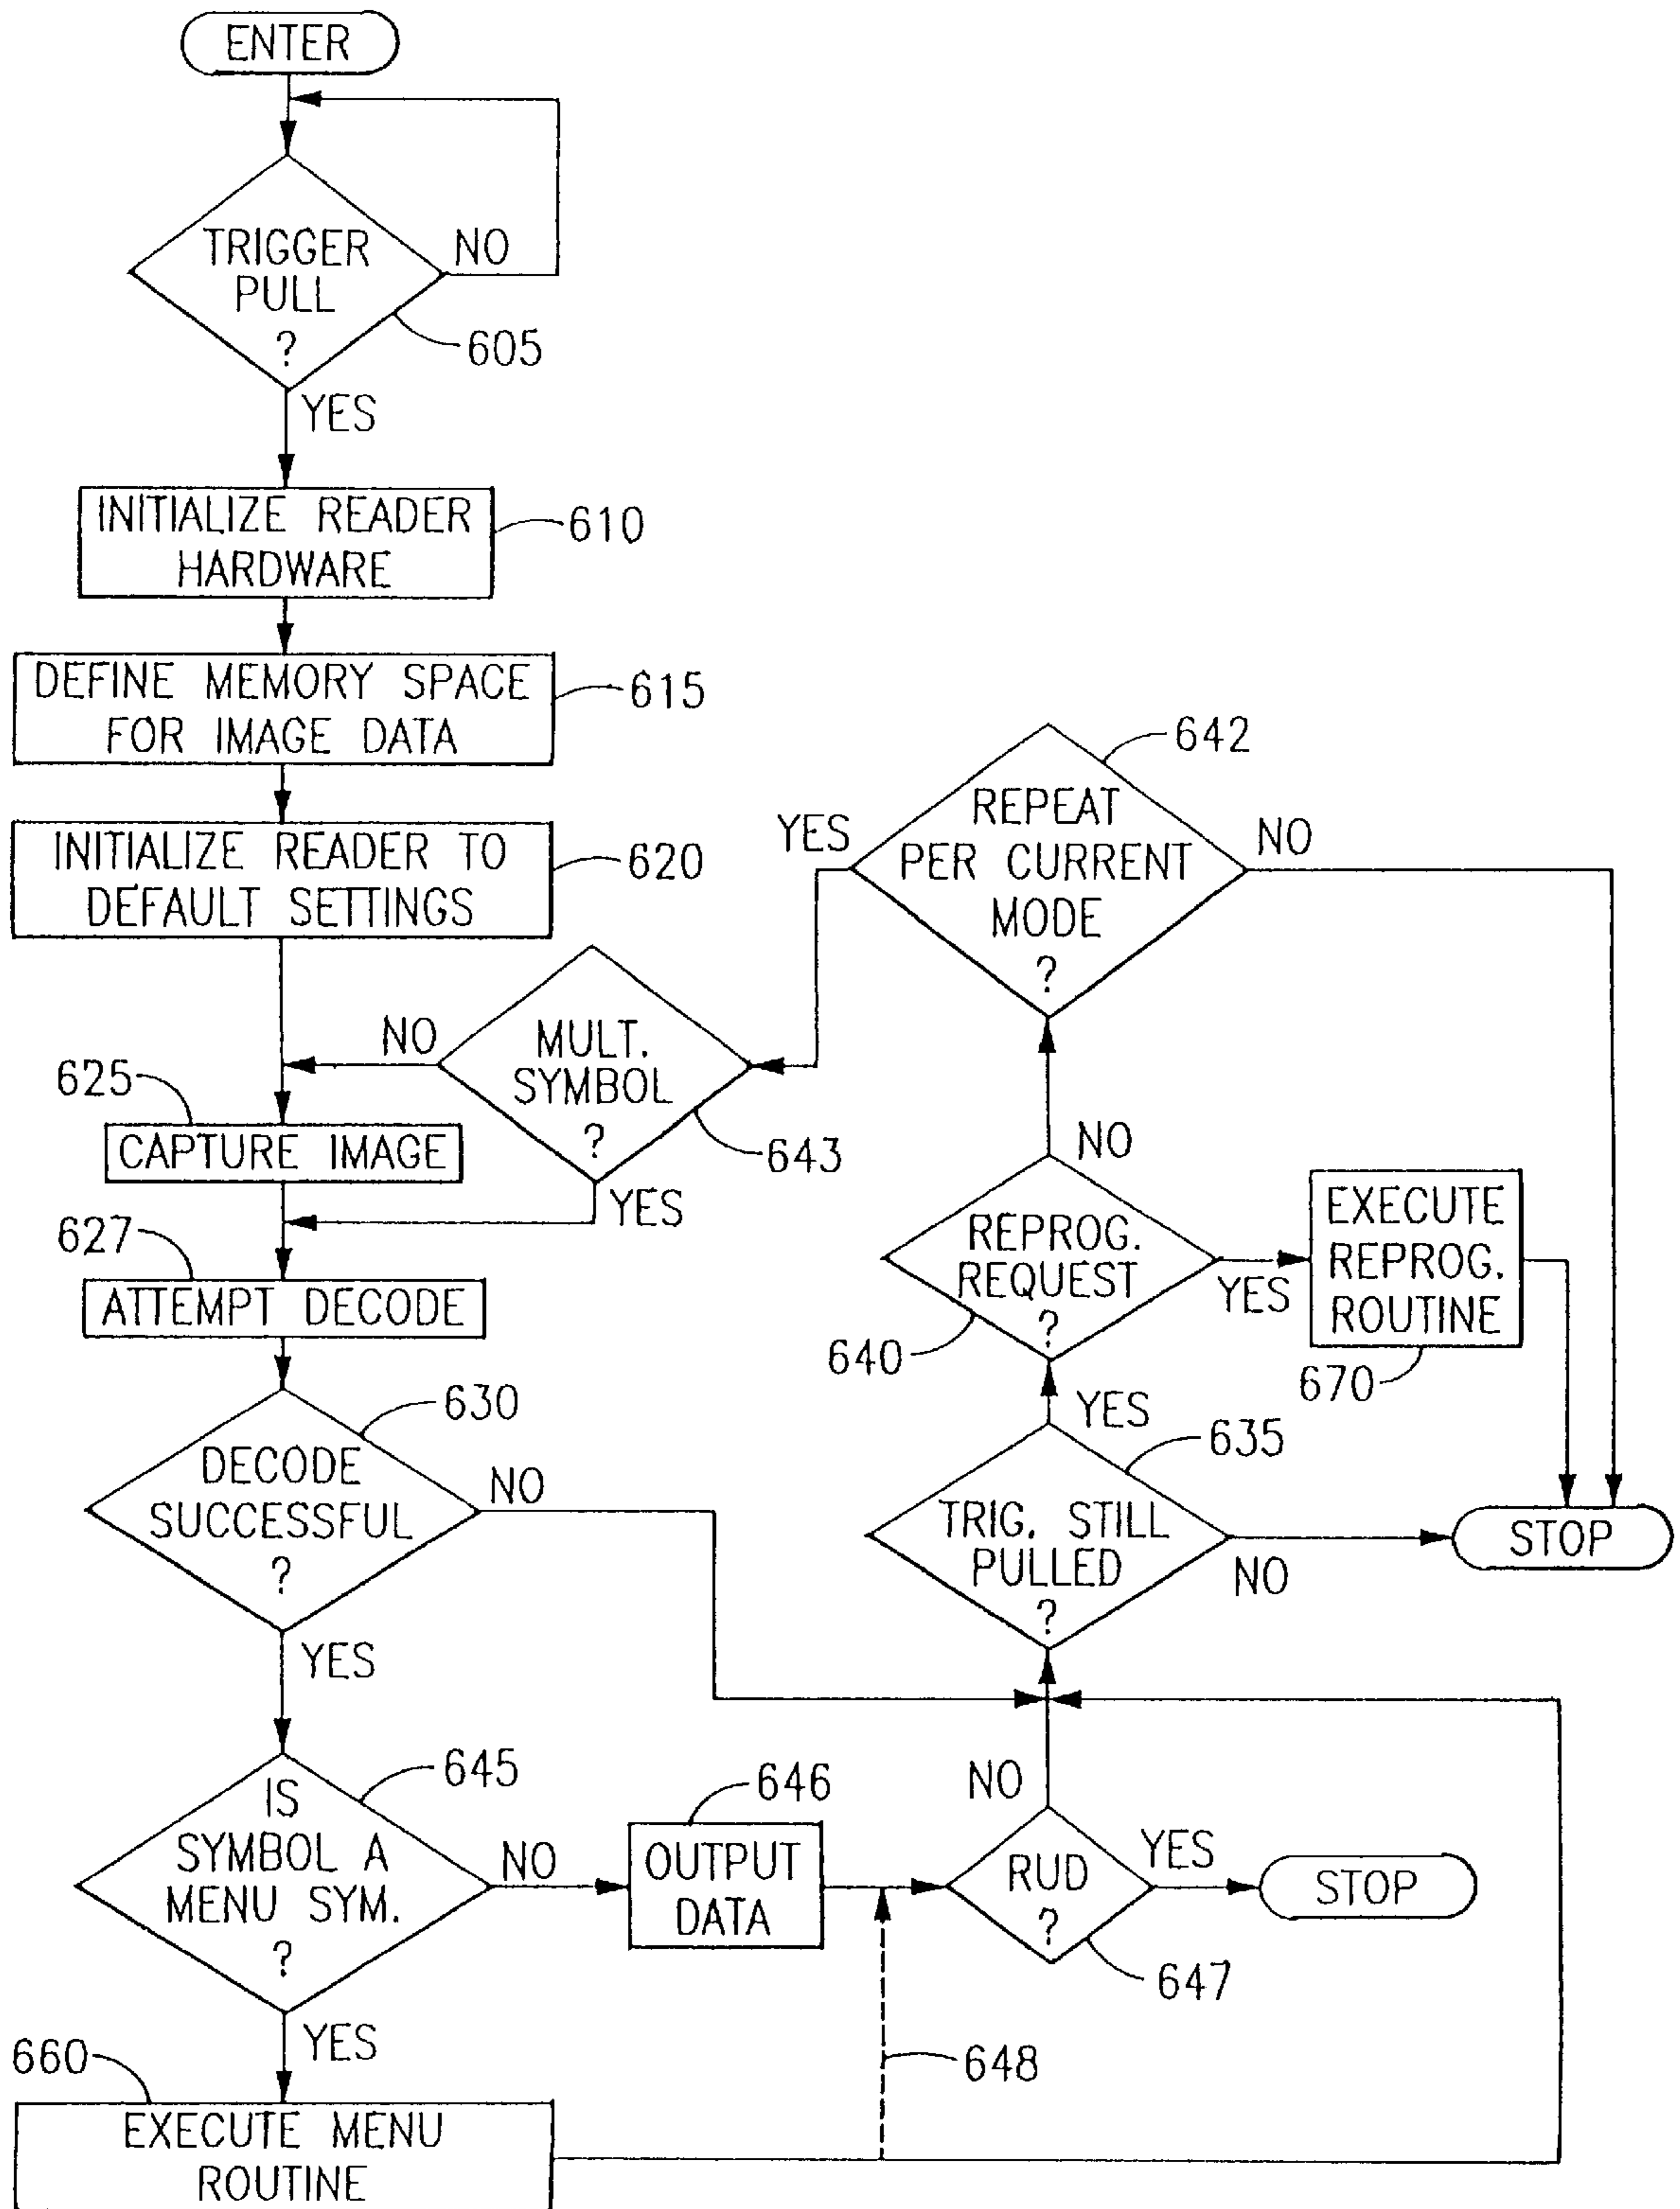 ENTER
TRIGGER
PULL
?
NO
605
YES
INITIALIZE READER
HARDWARE
610
DEFINE MEMORY SPACE
FOR IMAGE DATA
615
INITIALIZE READER TO
DEFAULT SETTINGS
620
642
REPEAT
PER CURRENT
MODE
?
YES
NO
MULT.
SYMBOL
?
NO
643
YES
625
CAPTURE IMAGE
627
ATTEMPT DECODE
NO
REPROG.
REQUEST
?
640
YES
EXECUTE
REPROG.
ROUTINE
670
630
DECODE
SUCCESSFUL
?
NO
YES
YES
635
TRIG. STILL
PULLED
?
NO
STOP
645
IS
SYMBOL A
MENU SYM.
?
NO
646
OUTPUT
DATA
NO
RUD
?
YES
647
STOP
YES
648
660
EXECUTE MENU
ROUTINE